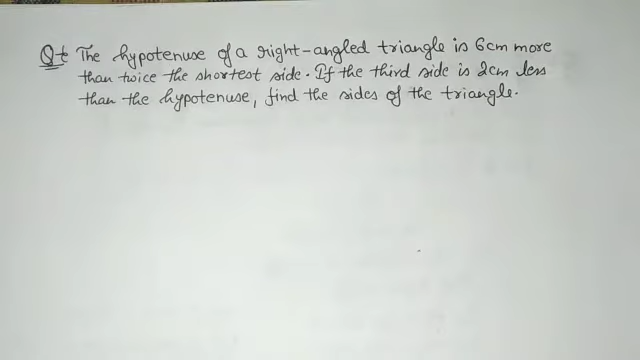 Qt The hypotenuse of a right-angled triangle is 6cm more
than twice the shortest side. If the third side is 2cm less
than the hypotenuse, find the sides of the triangle.